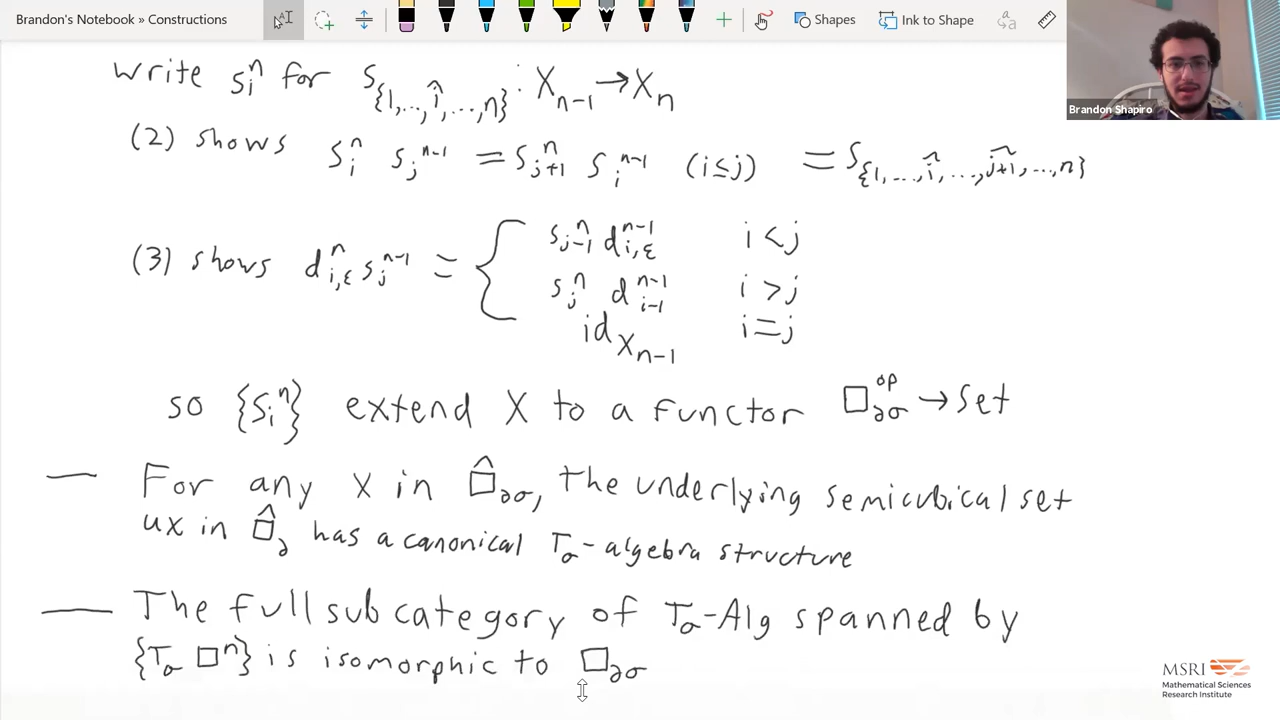 Brandon's Notebook » Constructions
Shapes
Ink to Shape
Brandon Shapiro
write s_i^n for S_{1,..,î,...,n} : X_{n-1} → X_n
(2) shows s_i^n s_j^{n-1} = s_{j+1}^n s_i^{n-1} (i≤j) = S_{1,...,î,...,ĵ+1,...,n}
(3) shows d_{i,ε}^n s_j^{n-1} = { s_{j-1}^n d_{i,ε}^{n-1} i<j
s_j^n d_{i-1}^{n-1} i>j
id_{X_{n-1}} i=j
so {s_i^n} extend X to a functor □_{∂σ}^{op} → Set
— For any X in □̂_{∂σ}, the underlying semicubical set
UX in □̂_∂ has a canonical T_σ-algebra structure
— The full subcategory of T_σ-Alg spanned by
{T_σ □^n} is isomorphic to □_{∂σ}
MSRI
Mathematical Sciences
Research Institute